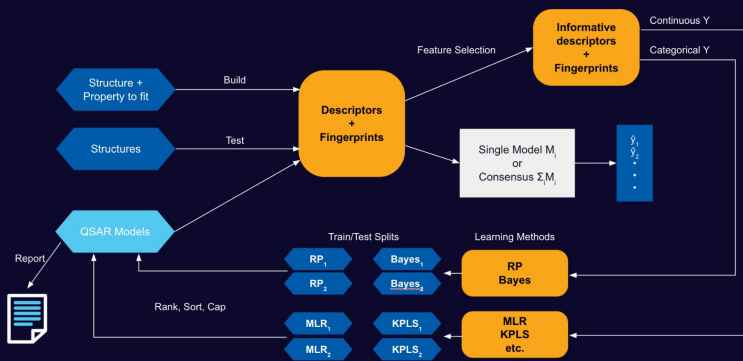 Continuous Y
Informative
descriptors
+
Fingerprints
Feature Selection
Categorical Y
Structure +
Property to fit
Build
Descriptors
+
Fingerprints
Structures
Test
Single Model Mᵢ
or
Consensus ΣᵢMᵢ
ŷ₁
ŷ₂
•
•
•
QSAR Models
Report
Rank, Sort, Cap
Train/Test Splits
Learning Methods
RP₁
Bayes₁
RP₂
Bayes₂
RP
Bayes
MLR₁
KPLS₁
MLR₂
KPLS₂
MLR
KPLS
etc.